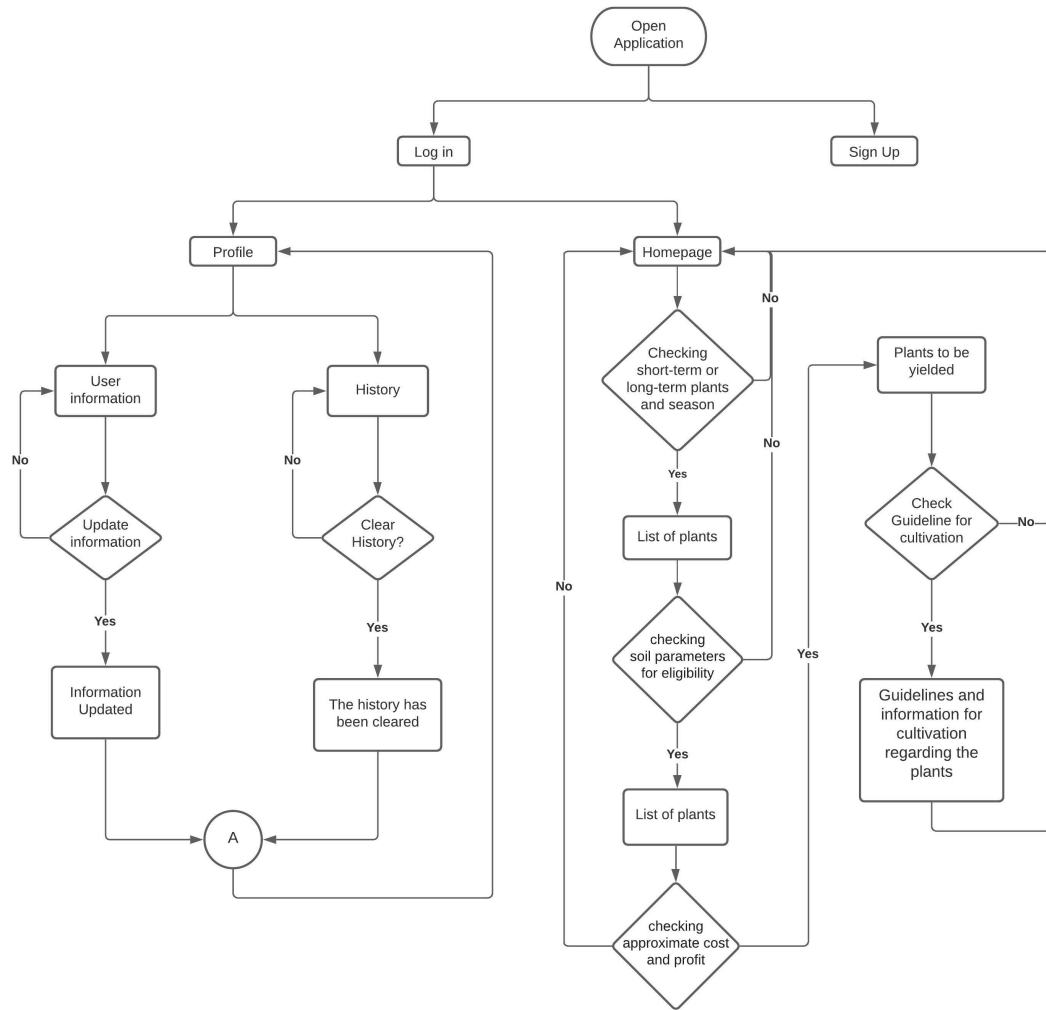 Open
Application
Log in
Sign Up
Profile
Homepage
No
Checking
short-term or
long-term plants
and season
Plants to be
yielded
User
information
History
No
No
No
Yes
Update
information
Clear
History?
List of plants
Check
Guideline for
cultivation
No
No
Yes
Yes
Yes
checking
soil parameters
for eligibility
Yes
Information
Updated
The history has
been cleared
Guidelines and
information for
cultivation
regarding the
plants
Yes
List of plants
A
checking
approximate cost
and profit